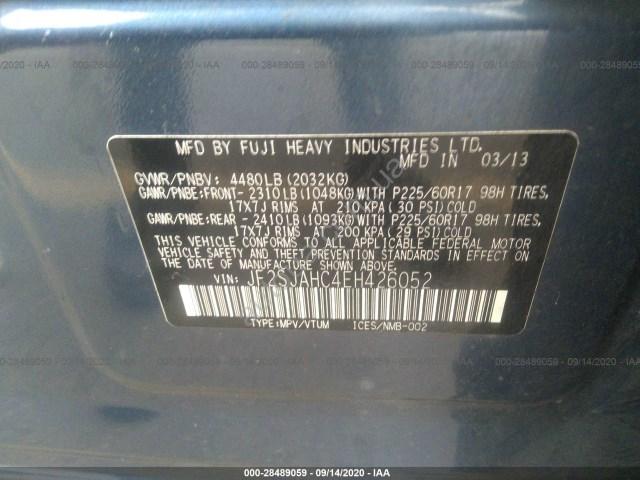 MFD BY FUJI HEAVY INDUSTRIES LTD.
MFD IN 03/13
GVWR/PNBV: 4480LB (2032KG)
GAWR/PNBE:FRONT- 2310LB (1048KG) WITH P225/60R17 98H TIRES,
17X7J RIMS AT 210 KPA (30 PSI) COLD
GAWR/PNBE:REAR - 2410LB (1093KG) WITH P225/60R17 98H TIRES,
17X7J RIMS AT 200 KPA (29 PSI) COLD
THIS VEHICLE CONFORMS TO ALL APPLICABLE FEDERAL MOTOR
VEHICLE SAFETY AND THEFT PREVENTION STANDARDS IN EFFECT ON
THE DATE OF MANUFACTURE SHOWN ABOVE.
VIN: JF2SJAHC4EH426052
TYPE:MPV/VTUM ICES/NMB-002
000-28489059 - 09/14/2020 - IAA